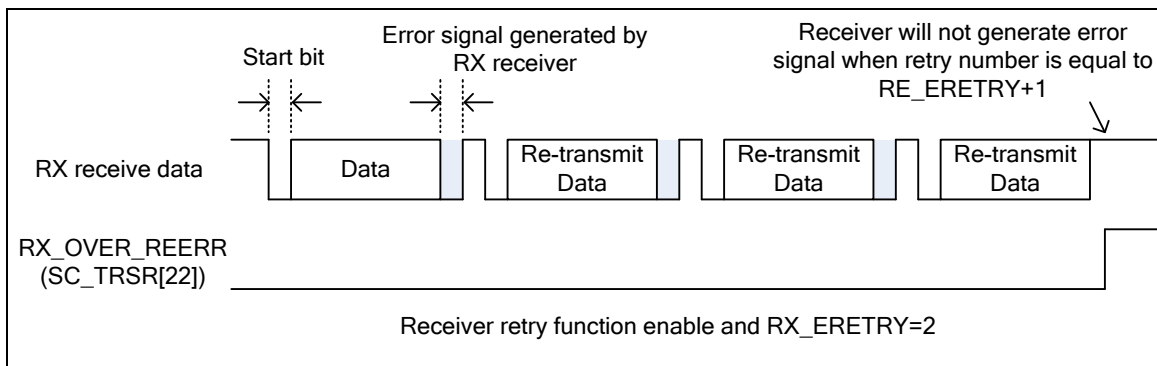 Start bit
Error signal generated by
RX receiver
Receiver will not generate error
signal when retry number is equal to
RE_ERETRY+1
RX receive data
Data
Re-transmit
Data
Re-transmit
Data
Re-transmit
Data
RX_OVER_REERR
(SC_TRSR[22])
Receiver retry function enable and RX_ERETRY=2